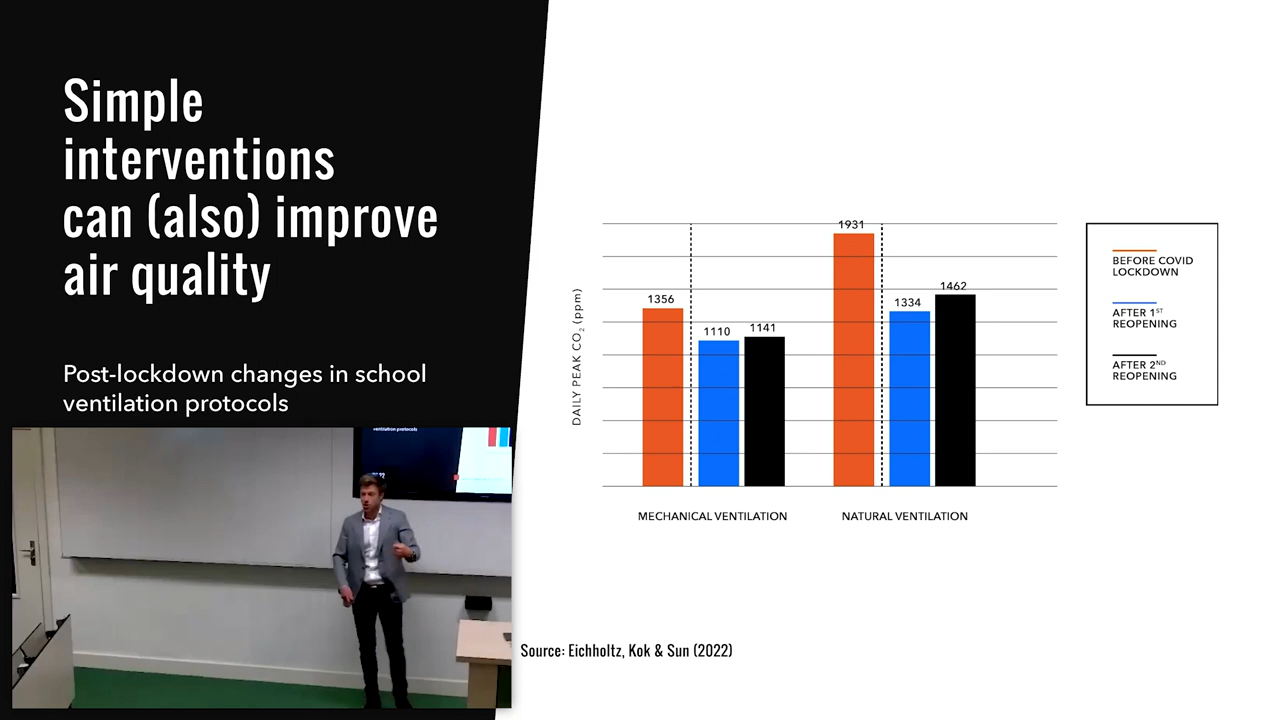 Simple
interventions
can (also) improve
air quality
Post-lockdown changes in school
ventilation protocols
ventilation protocols
DAILY PEAK CO2 (ppm)
1356
1110
1141
1931
1334
1462
MECHANICAL VENTILATION
NATURAL VENTILATION
BEFORE COVID
LOCKDOWN
AFTER 1ST
REOPENING
AFTER 2ND
REOPENING
Source: Eichholtz, Kok & Sun (2022)